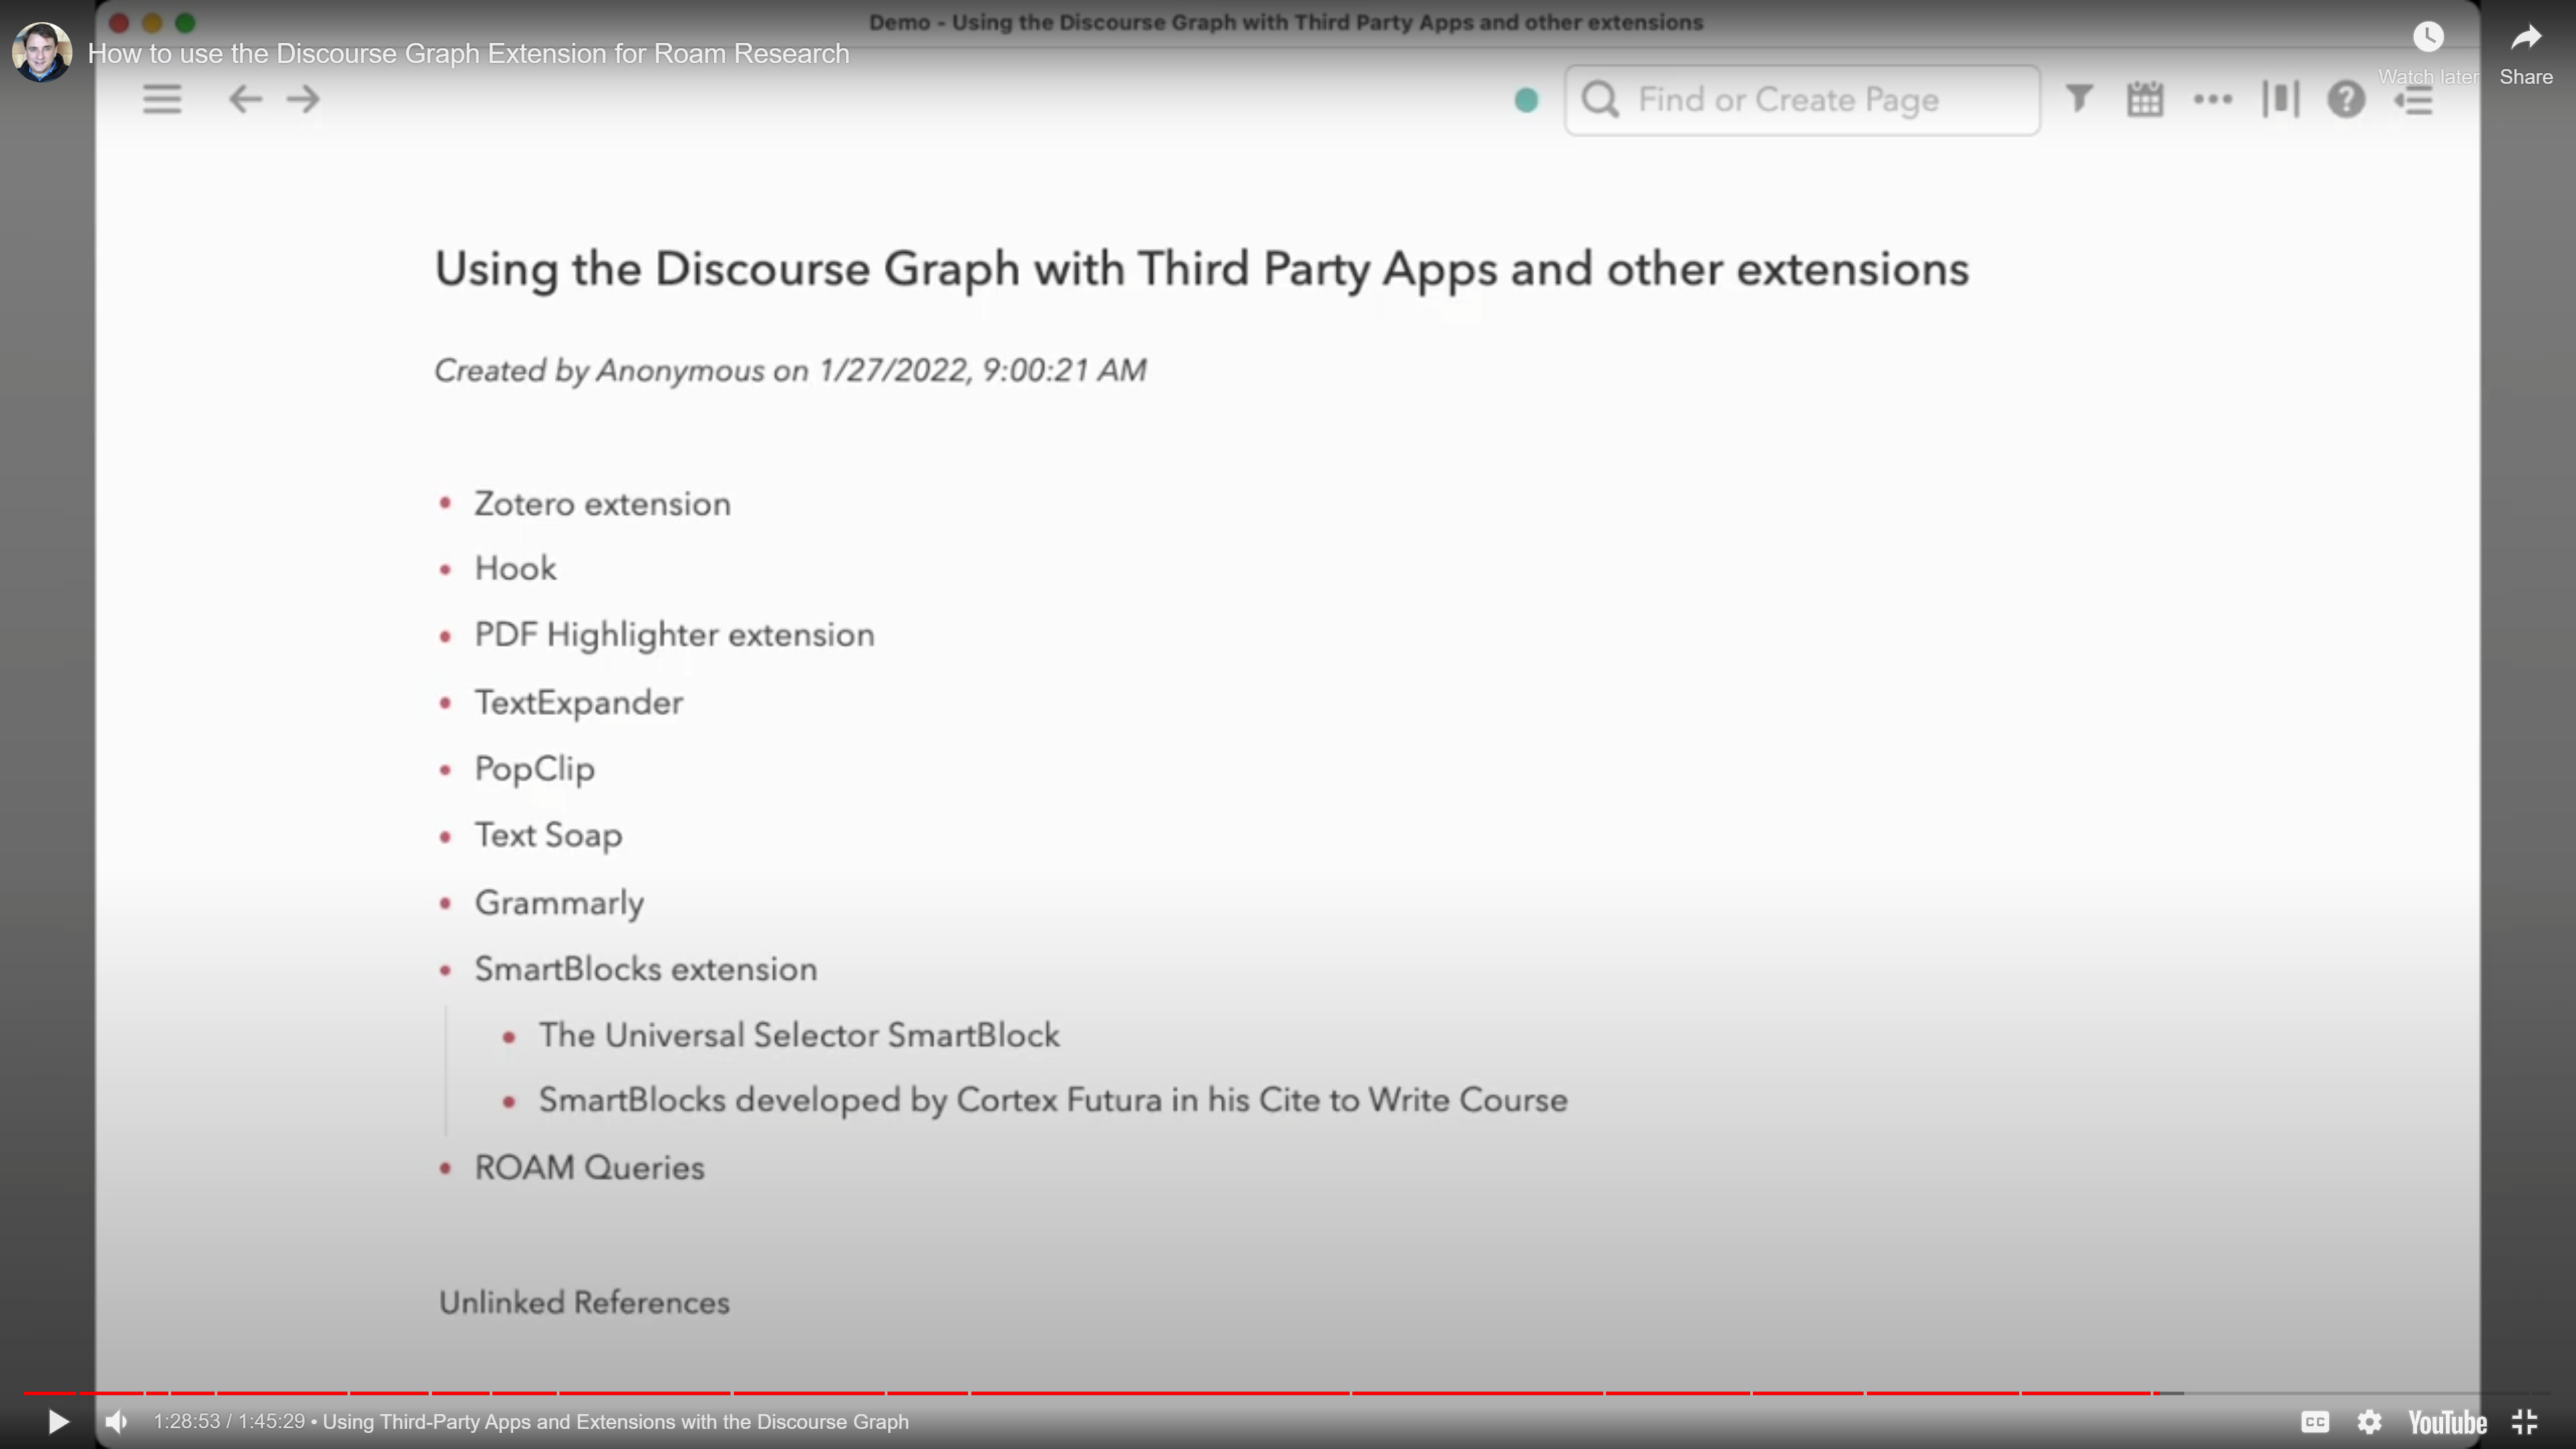 Demo - Using the Discourse Graph with Third Party Apps and other extensions
How to use the Discourse Graph Extension for Roam Research
Watch later
Share
Find or Create Page
Using the Discourse Graph with Third Party Apps and other extensions
Created by Anonymous on 1/27/2022, 9:00:21 AM
• Zotero extension
• Hook
• PDF Highlighter extension
• TextExpander
• PopClip
• Text Soap
• Grammarly
• SmartBlocks extension
• The Universal Selector SmartBlock
• SmartBlocks developed by Cortex Futura in his Cite to Write Course
• ROAM Queries
Unlinked References
1:28:53 / 1:45:29 • Using Third-Party Apps and Extensions with the Discourse Graph
CC
YouTube